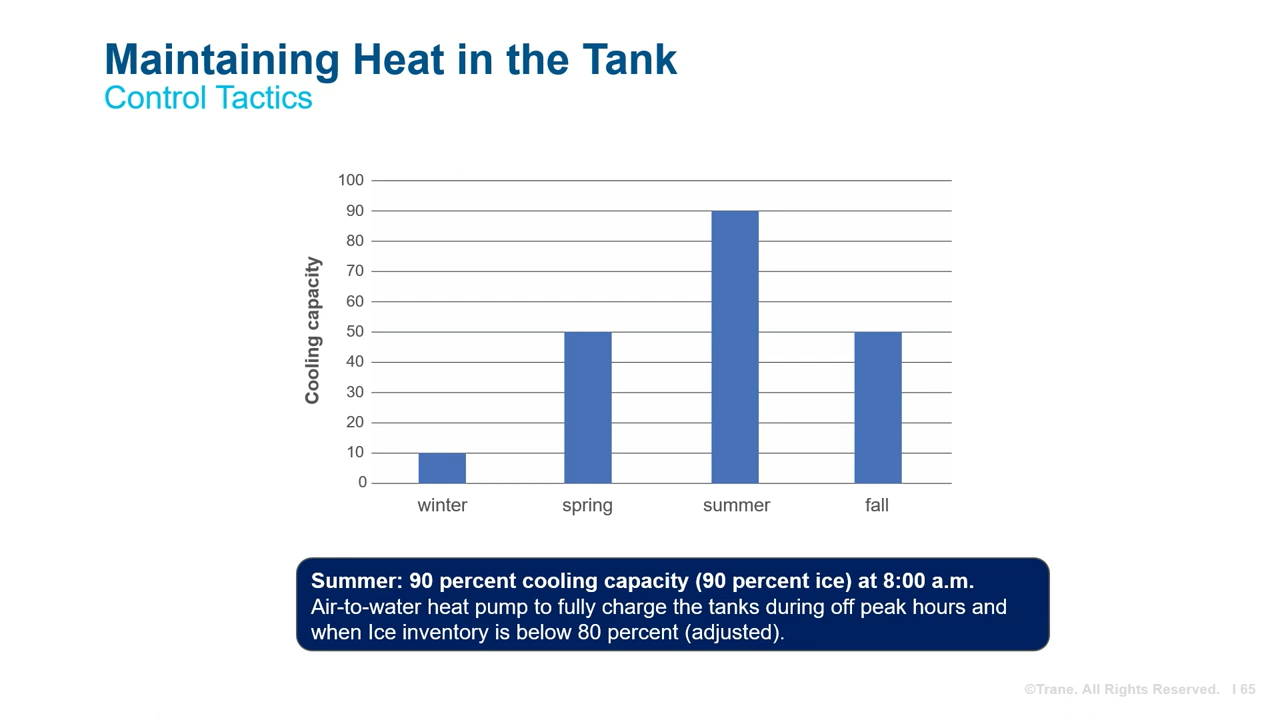 Maintaining Heat in the Tank
Control Tactics
100
90
80
70
60
50
40
30
20
10
0
Cooling capacity
winter spring summer fall
Summer: 90 percent cooling capacity (90 percent ice) at 8:00 a.m.
Air-to-water heat pump to fully charge the tanks during off peak hours and
when Ice inventory is below 80 percent (adjusted).
©Trane. All Rights Reserved. I 65